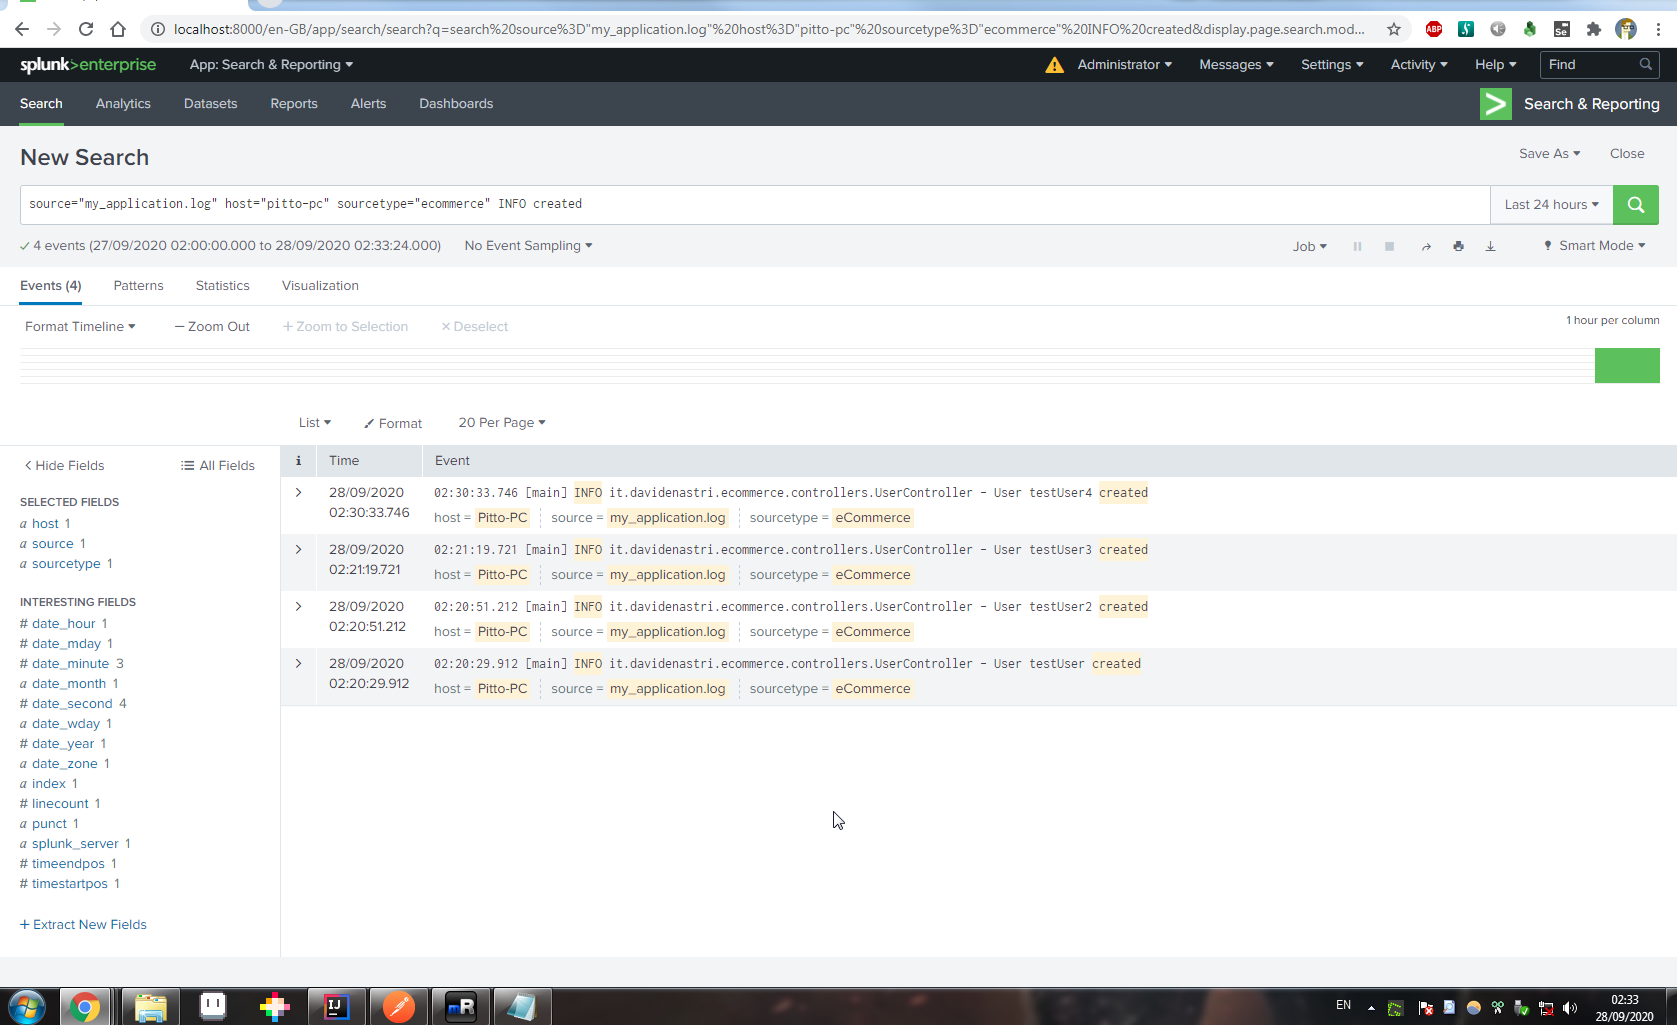 localhost:8000/en-GB/app/search/search?q=search%20source%3D"my_application.log"%20host%3D"pitto-pc"%20sourcetype%3D"ecommerce"%20INFO%20created&display.page.search.mod...
ABP
Se
splunk>enterprise App: Search & Reporting Administrator Messages Settings Activity Help Find
Search Analytics Datasets Reports Alerts Dashboards Search & Reporting
New Search Save As Close
source="my_application.log" host="pitto-pc" sourcetype="ecommerce" INFO created Last 24 hours
4 events (27/09/2020 02:00:00.000 to 28/09/2020 02:33:24.000) No Event Sampling Job Smart Mode
Events (4) Patterns Statistics Visualization
Format Timeline — Zoom Out + Zoom to Selection × Deselect 1 hour per column
List Format 20 Per Page
< Hide Fields All Fields
i Time Event
SELECTED FIELDS
a host 1
a source 1
a sourcetype 1
INTERESTING FIELDS
# date_hour 1
# date_mday 1
# date_minute 3
a date_month 1
# date_second 4
a date_wday 1
# date_year 1
a date_zone 1
a index 1
# linecount 1
a punct 1
a splunk_server 1
# timeendpos 1
# timestartpos 1
+ Extract New Fields
28/09/2020 02:30:33.746 [main] INFO it.davidenastri.ecommerce.controllers.UserController - User testUser4 created
02:30:33.746 host = Pitto-PC source = my_application.log sourcetype = eCommerce
28/09/2020 02:21:19.721 [main] INFO it.davidenastri.ecommerce.controllers.UserController - User testUser3 created
02:21:19.721 host = Pitto-PC source = my_application.log sourcetype = eCommerce
28/09/2020 02:20:51.212 [main] INFO it.davidenastri.ecommerce.controllers.UserController - User testUser2 created
02:20:51.212 host = Pitto-PC source = my_application.log sourcetype = eCommerce
28/09/2020 02:20:29.912 [main] INFO it.davidenastri.ecommerce.controllers.UserController - User testUser created
02:20:29.912 host = Pitto-PC source = my_application.log sourcetype = eCommerce
IJ
mR
EN
02:33
28/09/2020